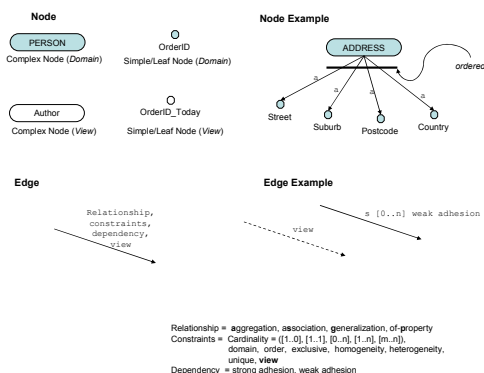 Node
Node Example
PERSON
OrderID
ADDRESS
Complex Node (Domain)
Simple/Leaf Node (Domain)
ordered
a
a
a
a
Author
OrderID_Today
Street
Suburb
Postcode
Country
Complex Node (View)
Simple/Leaf Node (View)
Edge
Edge Example
Relationship,
constraints,
dependency,
view
s [0..n] weak adhesion
view
Relationship = aggregation, association, generalization, of-property
Constraints = Cardinality = ([1..0], [1..1], [0..n], [1..n], [m..n]),
domain, order, exclusive, homogeneity, heterogeneity,
unique, view
Dependency = strong adhesion, weak adhesion